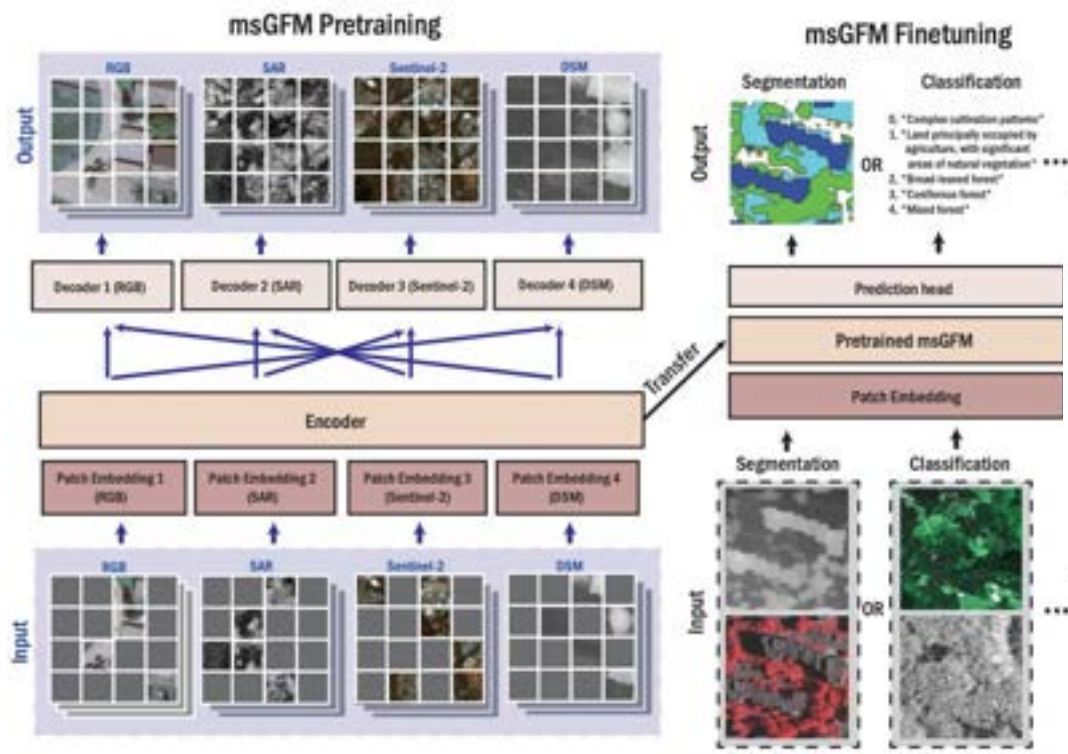 msGFM Pretraining
RGB
SAR
Sentinel-2
DSM
Output
Decoder 1 (RGB)
Decoder 2 (SAR)
Decoder 3 (Sentinel-2)
Decoder 4 (DSM)
Encoder
Transfer
Patch Embedding 1
(RGB)
Patch Embedding 2
(SAR)
Patch Embedding 3
(Sentinel-2)
Patch Embedding 4
(DSM)
RGB
SAR
Sentinel-2
DSM
Input
msGFM Finetuning
Segmentation
Classification
Output
OR
0. "Complex cultivation patterns"
1. "Land principally occupied by
agriculture, with significant
areas of natural vegetation"
2. "Broad-leaved forest"
3. "Coniferous forest"
4. "Mixed forest"
...
Prediction head
Pretrained msGFM
Patch Embedding
Segmentation
Classification
Input
OR
...